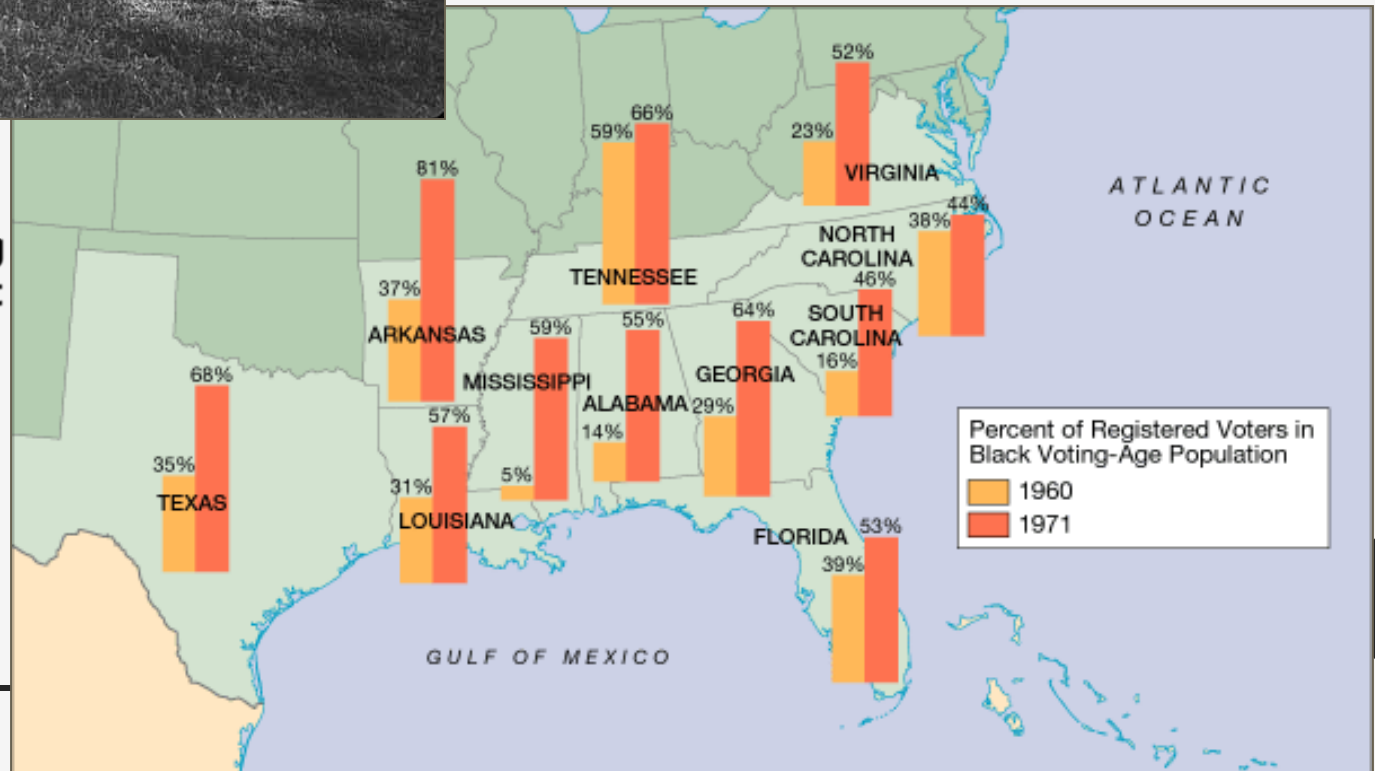 52%
66%
59%
23%
81%
VIRGINIA
ATLANTIC
OCEAN
44%
38%
NORTH
CAROLINA
TENNESSEE
46%
37%
64%
SOUTH
CAROLINA
ARKANSAS
59%
55%
16%
68%
MISSISSIPPI
GEORGIA
ALABAMA
29%
57%
14%
35%
5%
31%
TEXAS
LOUISIANA
FLORIDA
53%
39%
Percent of Registered Voters in
Black Voting-Age Population
1960
1971
GULF OF MEXICO